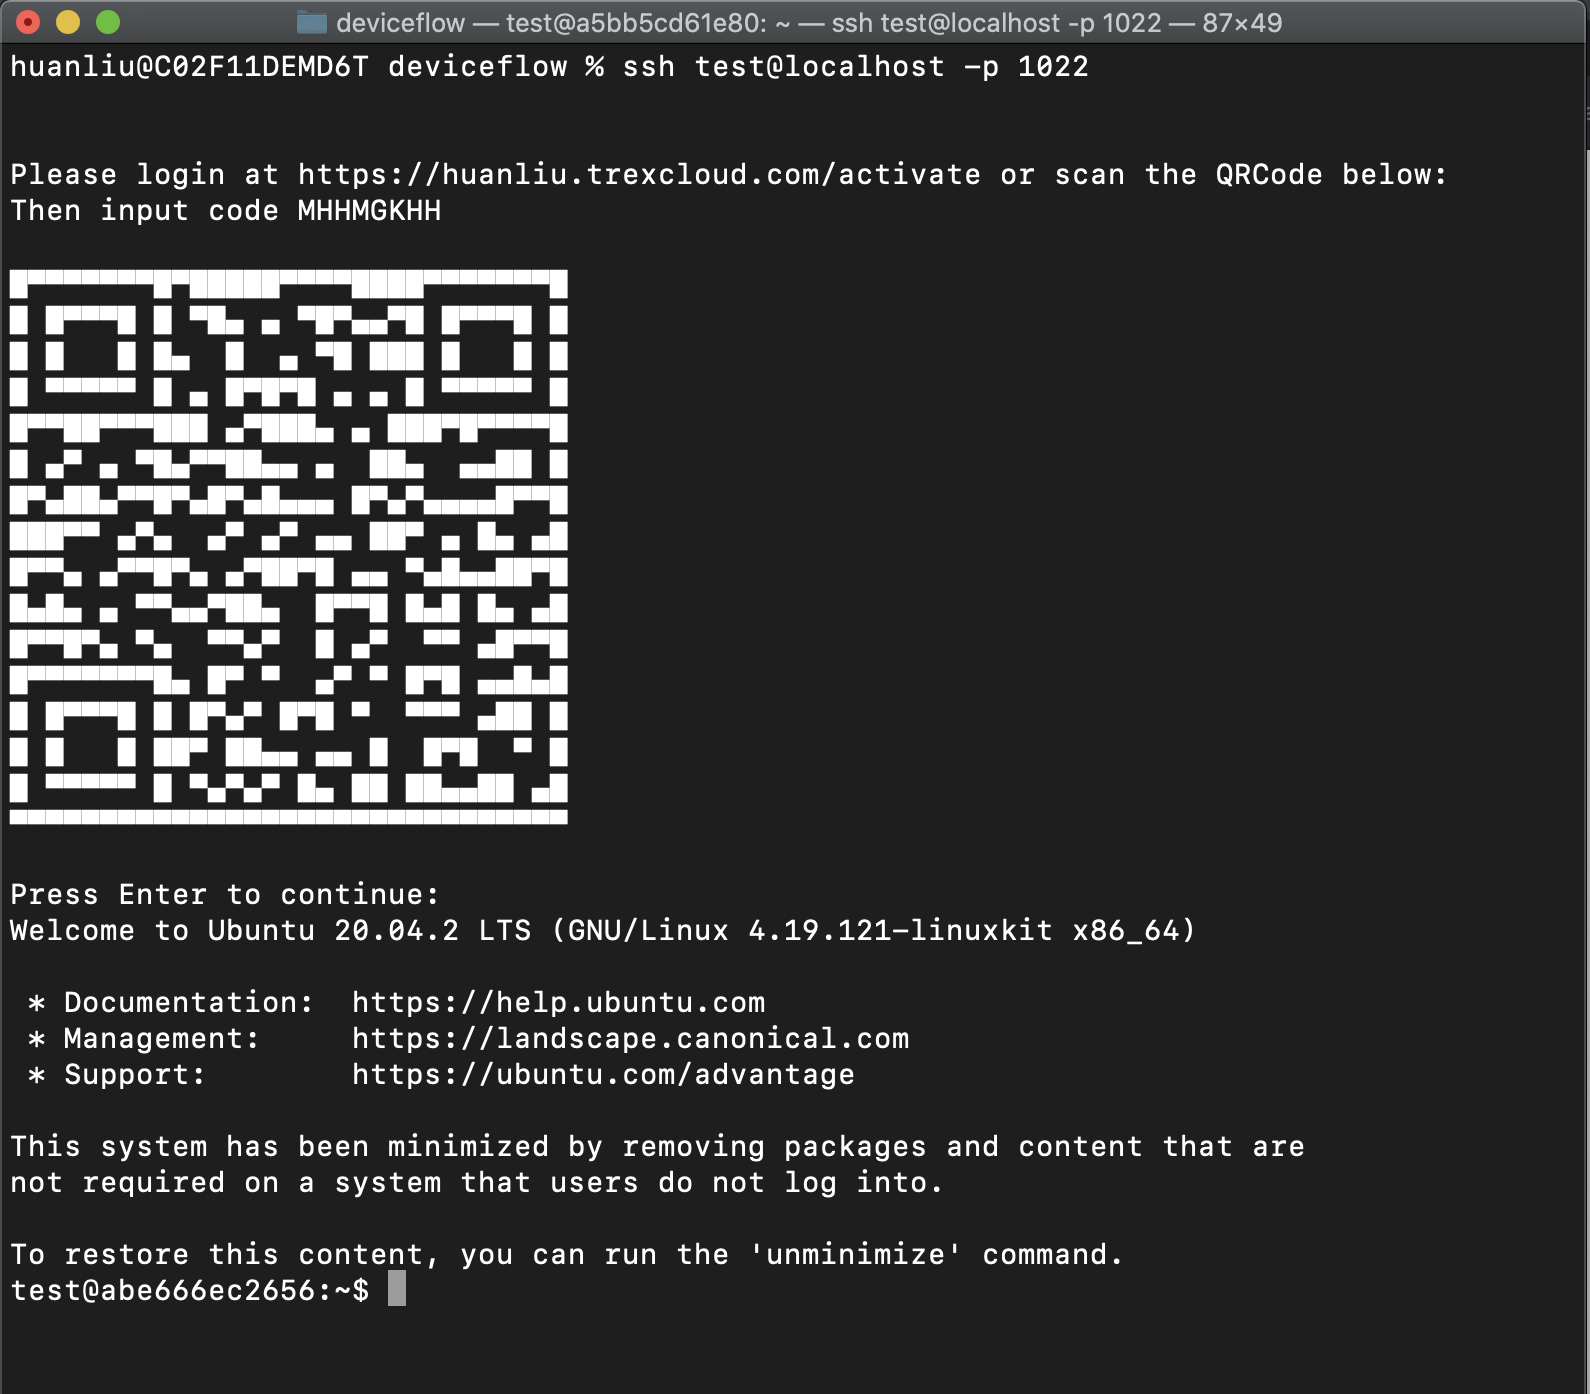 deviceflow — test@a5bb5cd61e80: ~ — ssh test@localhost -p 1022 — 87×49
huanliu@C02F11DEMD6T deviceflow % ssh test@localhost -p 1022
Please login at https://huanliu.trexcloud.com/activate or scan the QRCode below:
Then input code MHHMGKHH
Press Enter to continue:
Welcome to Ubuntu 20.04.2 LTS (GNU/Linux 4.19.121-linuxkit x86_64)
* Documentation:  https://help.ubuntu.com
* Management:     https://landscape.canonical.com
* Support:        https://ubuntu.com/advantage
This system has been minimized by removing packages and content that are
not required on a system that users do not log into.
To restore this content, you can run the 'unminimize' command.
test@abe666ec2656:~$